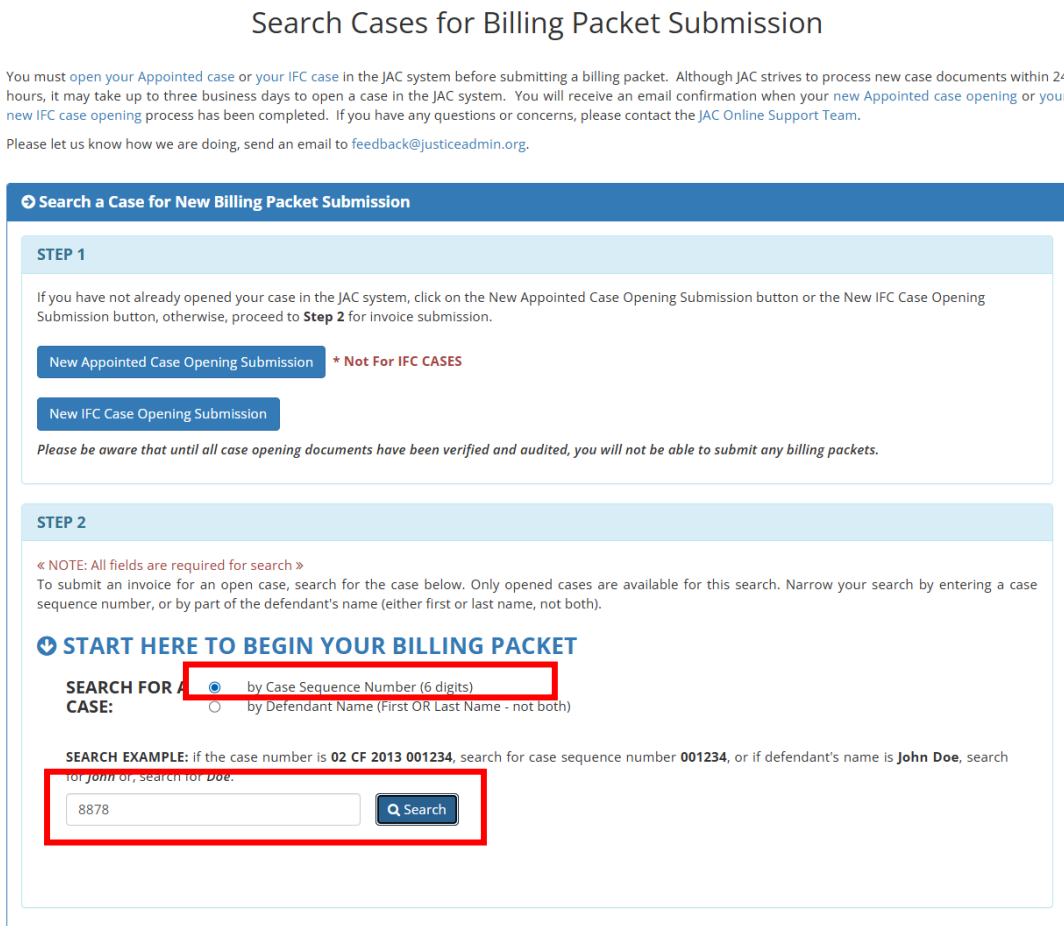 Search Cases for Billing Packet Submission
You must open your Appointed case or your IFC case in the JAC system before submitting a billing packet. Although JAC strives to process new case documents within 24
hours, it may take up to three business days to open a case in the JAC system. You will receive an email confirmation when your new Appointed case opening or your
new IFC case opening process has been completed. If you have any questions or concerns, please contact the JAC Online Support Team.
Please let us know how we are doing, send an email to feedback@justiceadmin.org.
Search a Case for New Billing Packet Submission
STEP 1
If you have not already opened your case in the JAC system, click on the New Appointed Case Opening Submission button or the New IFC Case Opening
Submission button, otherwise, proceed to Step 2 for invoice submission.
New Appointed Case Opening Submission * Not For IFC CASES
New IFC Case Opening Submission
Please be aware that until all case opening documents have been verified and audited, you will not be able to submit any billing packets.
STEP 2
« NOTE: All fields are required for search »
To submit an invoice for an open case, search for the case below. Only opened cases are available for this search. Narrow your search by entering a case
sequence number, or by part of the defendant's name (either first or last name, not both).
START HERE TO BEGIN YOUR BILLING PACKET
SEARCH FOR A by Case Sequence Number (6 digits)
CASE: by Defendant Name (First OR Last Name - not both)
SEARCH EXAMPLE: if the case number is 02 CF 2013 001234, search for case sequence number 001234, or if defendant's name is John Doe, search
for John or, search for Doe.
8878 Search